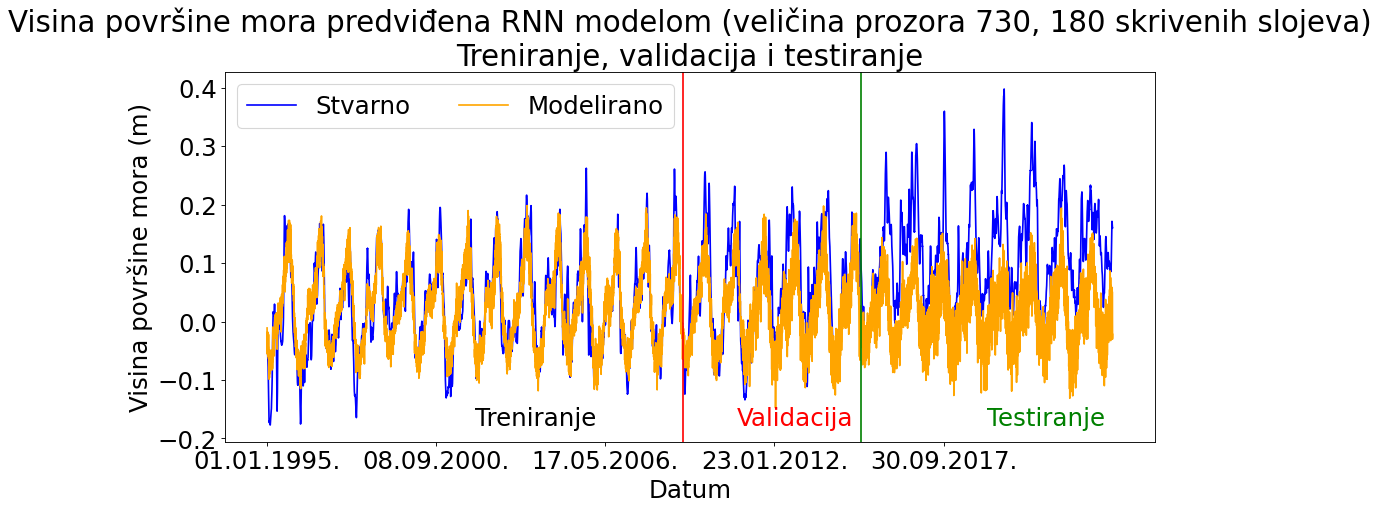 Visina površine mora predviđena RNN modelom (veličina prozora 730, 180 skrivenih slojeva)
Treniranje, validacija i testiranje
Stvarno Modelirano
Visina površine mora (m)
0.4
0.3
0.2
0.1
0.0
−0.1
−0.2
Treniranje Validacija Testiranje
01.01.1995. 08.09.2000. 17.05.2006. 23.01.2012. 30.09.2017.
Datum